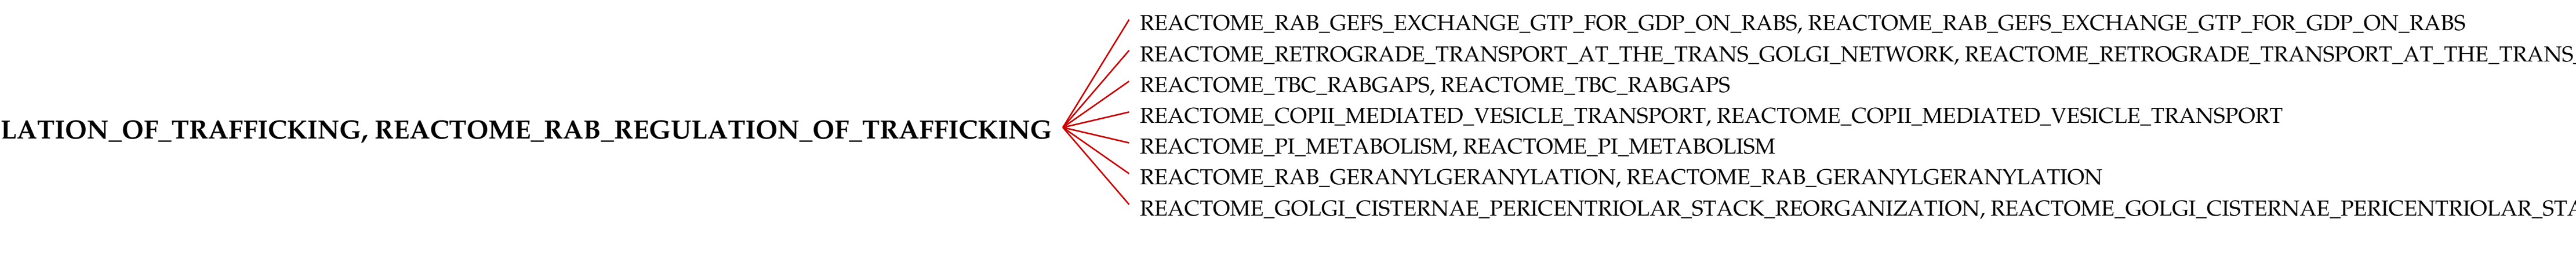 REACTOME_RAB_GEFS_EXCHANGE_GTP_FOR_GDP_ON_RABS, REACTOME_RAB_GEFS_EXCHANGE_GTP_FOR_GDP_ON_RABS
REACTOME_RETROGRADE_TRANSPORT_AT_THE_TRANS_GOLGI_NETWORK, REACTOME_RETROGRADE_TRANSPORT_AT_THE_TRANS_
REACTOME_TBC_RABGAPS, REACTOME_TBC_RABGAPS
REACTOME_COPII_MEDIATED_VESICLE_TRANSPORT, REACTOME_COPII_MEDIATED_VESICLE_TRANSPORT
LATION_OF_TRAFFICKING, REACTOME_RAB_REGULATION_OF_TRAFFICKING
REACTOME_PI_METABOLISM, REACTOME_PI_METABOLISM
REACTOME_RAB_GERANYLGERANYLATION, REACTOME_RAB_GERANYLGERANYLATION
REACTOME_GOLGI_CISTERNAE_PERICENTRIOLAR_STACK_REORGANIZATION, REACTOME_GOLGI_CISTERNAE_PERICENTRIOLAR_STA